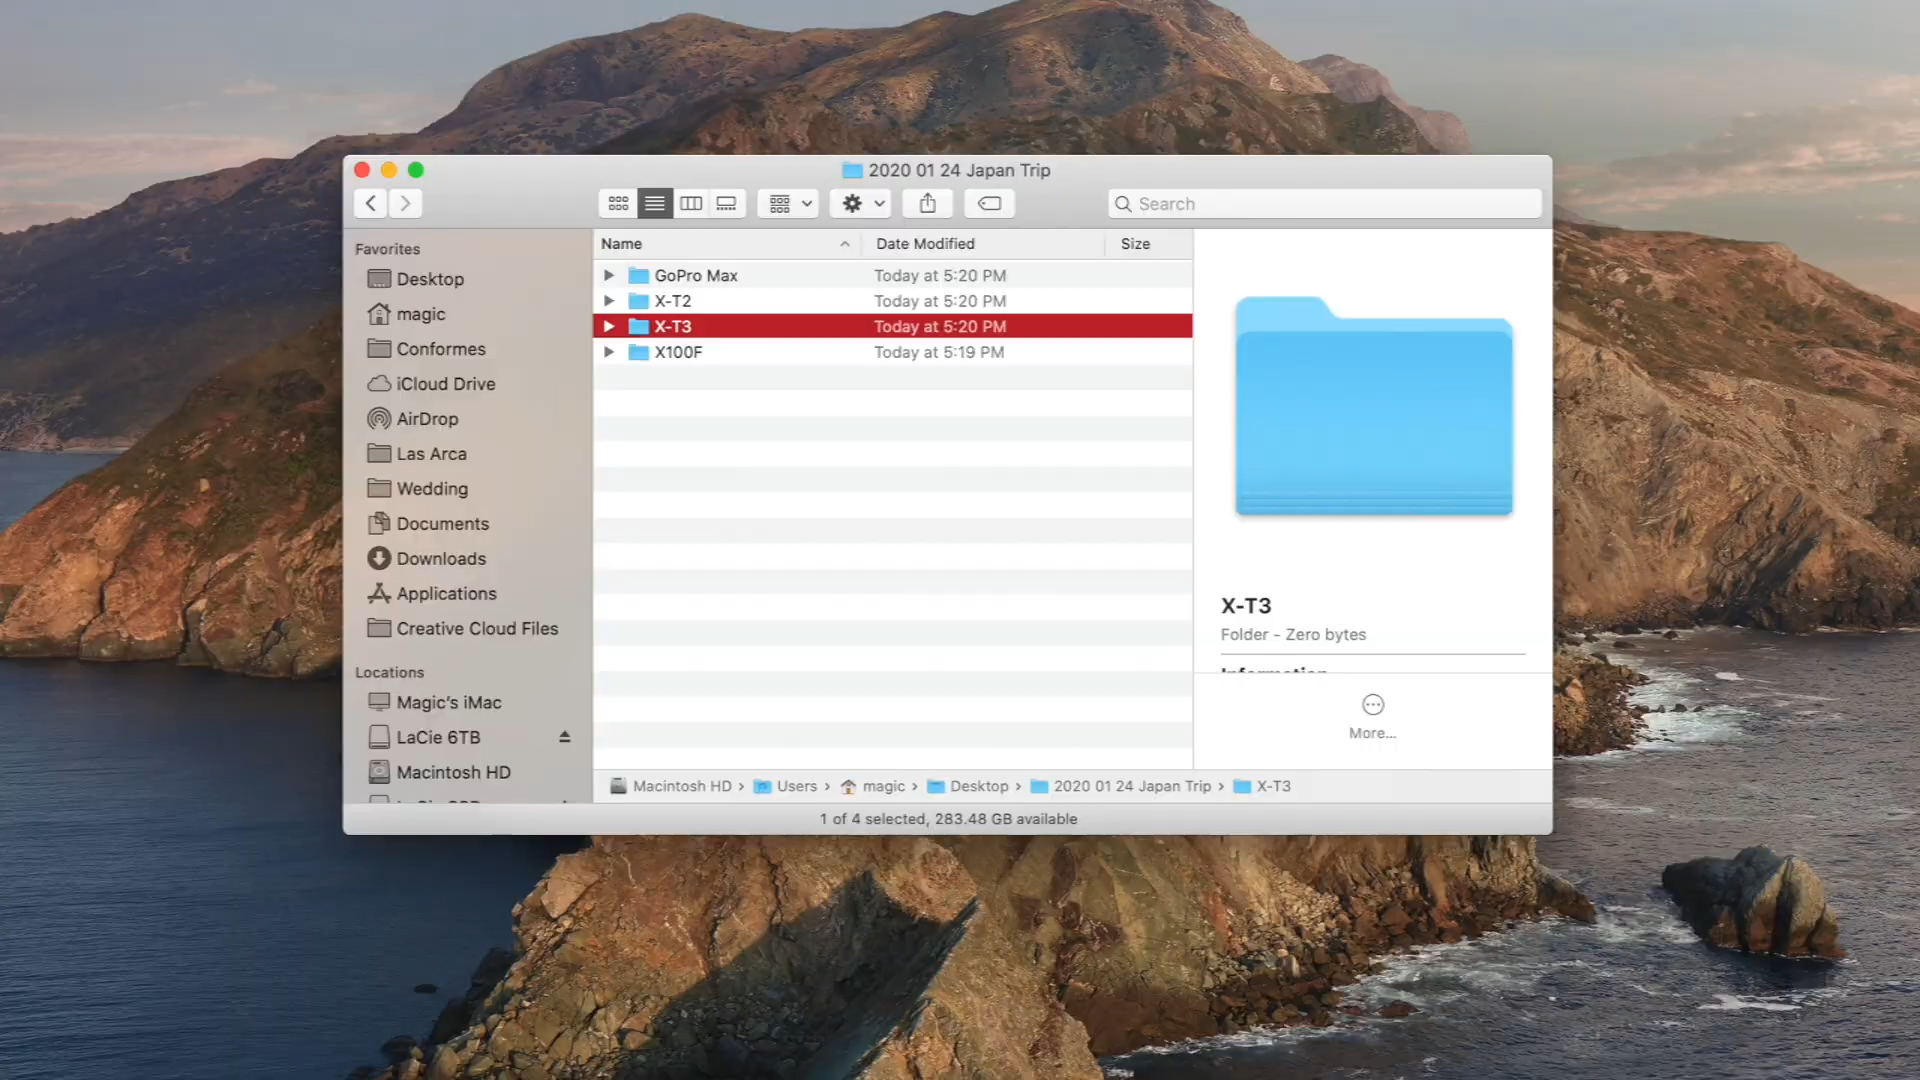 2020 01 24 Japan Trip
Search
Favorites
Desktop
magic
Conformes
iCloud Drive
AirDrop
Las Arca
Wedding
Documents
Downloads
Applications
Creative Cloud Files
Locations
Magic's iMac
LaCie 6TB
Macintosh HD
Name Date Modified Size
GoPro Max Today at 5:20 PM
X-T2 Today at 5:20 PM
X-T3 Today at 5:20 PM
X100F Today at 5:19 PM
X-T3
Folder - Zero bytes
Information
More...
Macintosh HD › Users › magic › Desktop › 2020 01 24 Japan Trip › X-T3
1 of 4 selected, 283.48 GB available